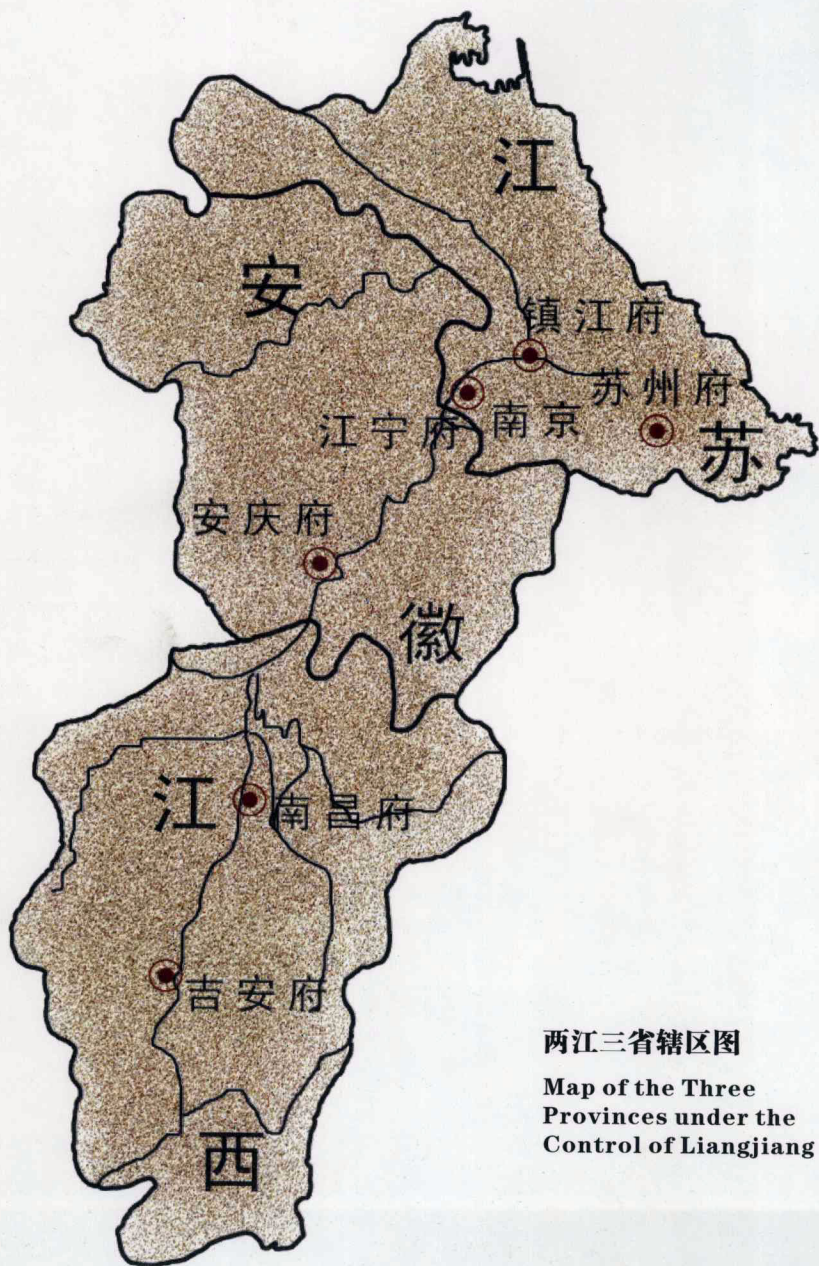 江
安
镇江府
苏州府
江宁府 南京
苏
安庆府
徽
江
南昌府
吉安府
西
两江三省辖区图
Map of the Three
Provinces under the
Control of Liangjiang